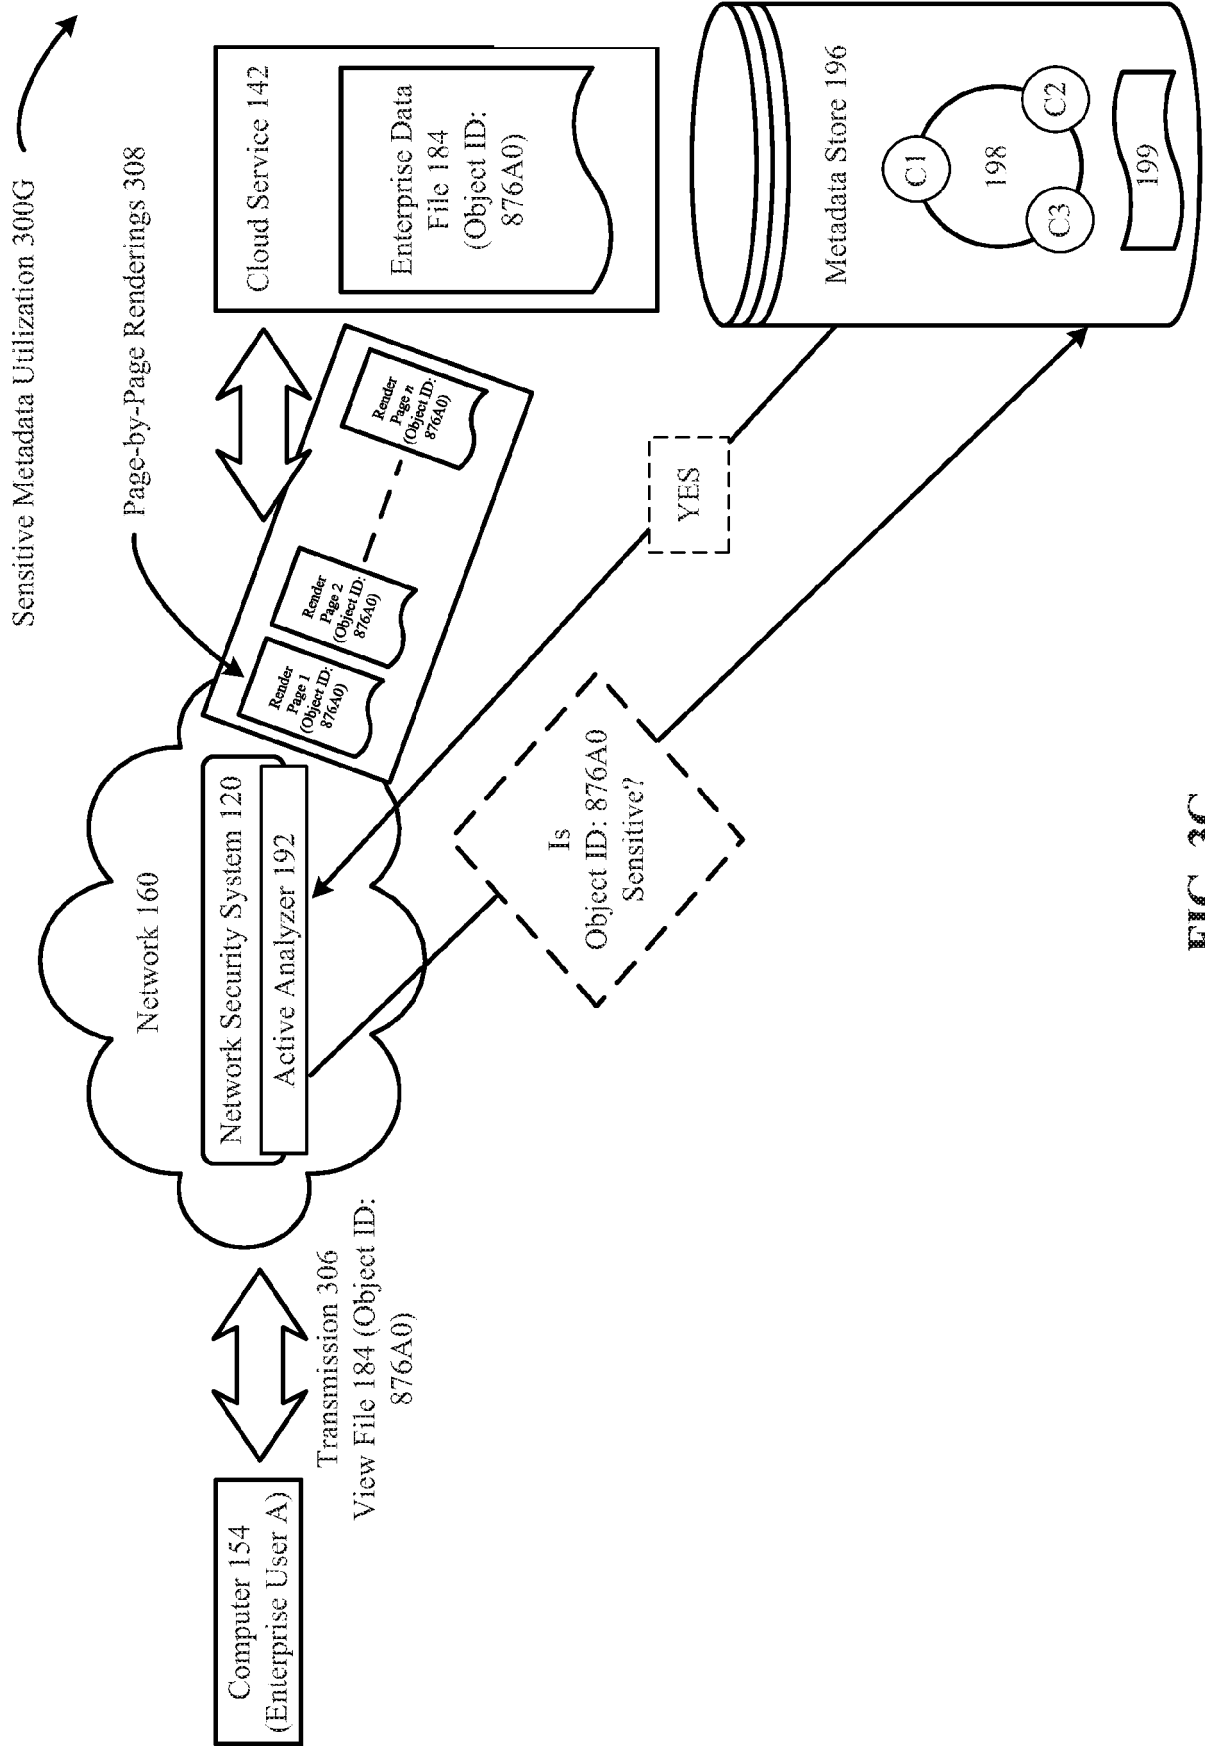 Sensitive Metadata Utilization 300G
Page-by-Page Renderings 308
Network 160
Network Security System 120
Active Analyzer 192
Computer 154
(Enterprise User A)
Transmission 306
View File 184 (Object ID:
876A0)
Render
Page 1
(Object ID:
876A0)
Render
Page 2
(Object ID:
876A0)
Render
Page n
(Object ID:
876A0)
Cloud Service 142
Enterprise Data
File 184
(Object ID:
876A0)
Is
Object ID: 876A0
Sensitive?
YES
Metadata Store 196
C1
C2
C3
198
199